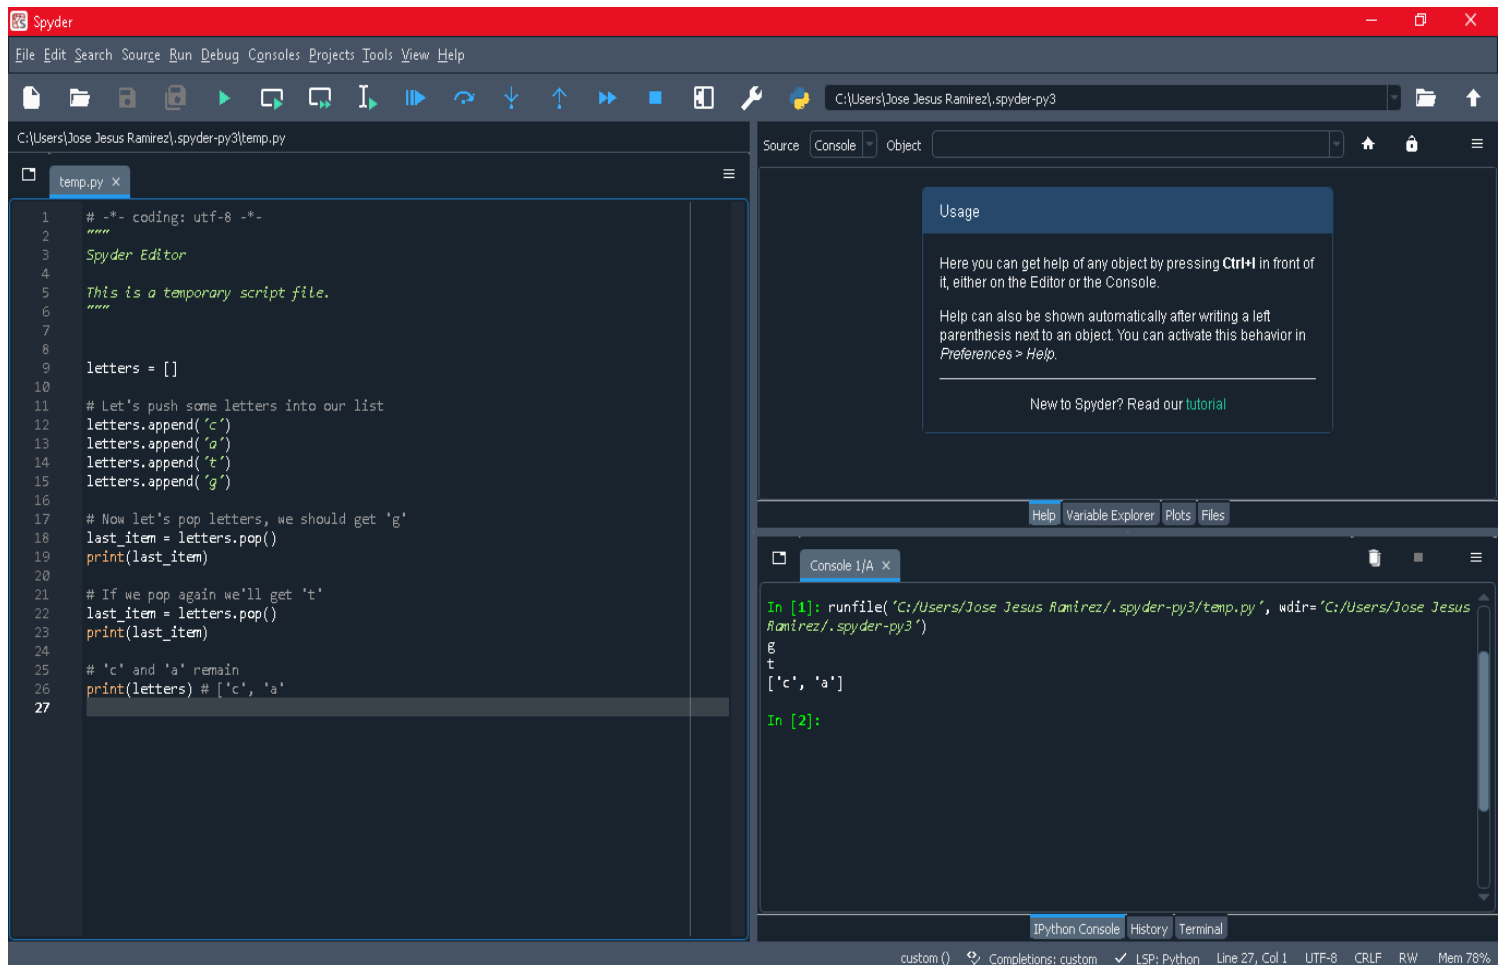 Spyder
File Edit Search Source Run Debug Consoles Projects Tools View Help
C:\Users\Jose Jesus Ramirez\.spyder-py3
C:\Users\Jose Jesus Ramirez\.spyder-py3\temp.py
temp.py
1 # -*- coding: utf-8 -*-
2 """
3 Spyder Editor
4
5 This is a temporary script file.
6 """
7
8
9 letters = []
10
11 # Let's push some letters into our list
12 letters.append('c')
13 letters.append('a')
14 letters.append('t')
15 letters.append('g')
16
17 # Now let's pop letters, we should get 'g'
18 last_item = letters.pop()
19 print(last_item)
20
21 # If we pop again we'll get 't'
22 last_item = letters.pop()
23 print(last_item)
24
25 # 'c' and 'a' remain
26 print(letters) # ['c', 'a'
27
Source Console Object
Usage
Here you can get help of any object by pressing Ctrl+I in front of
it, either on the Editor or the Console.
Help can also be shown automatically after writing a left
parenthesis next to an object. You can activate this behavior in
Preferences > Help.
New to Spyder? Read our tutorial
Help Variable Explorer Plots Files
Console 1/A
In [1]: runfile('C:/Users/Jose Jesus Ramirez/.spyder-py3/temp.py', wdir='C:/Users/Jose Jesus
Ramirez/.spyder-py3')
g
t
['c', 'a']
In [2]:
IPython Console History Terminal
custom () Completions: custom LSP: Python Line 27, Col 1 UTF-8 CRLF RW Mem 78%